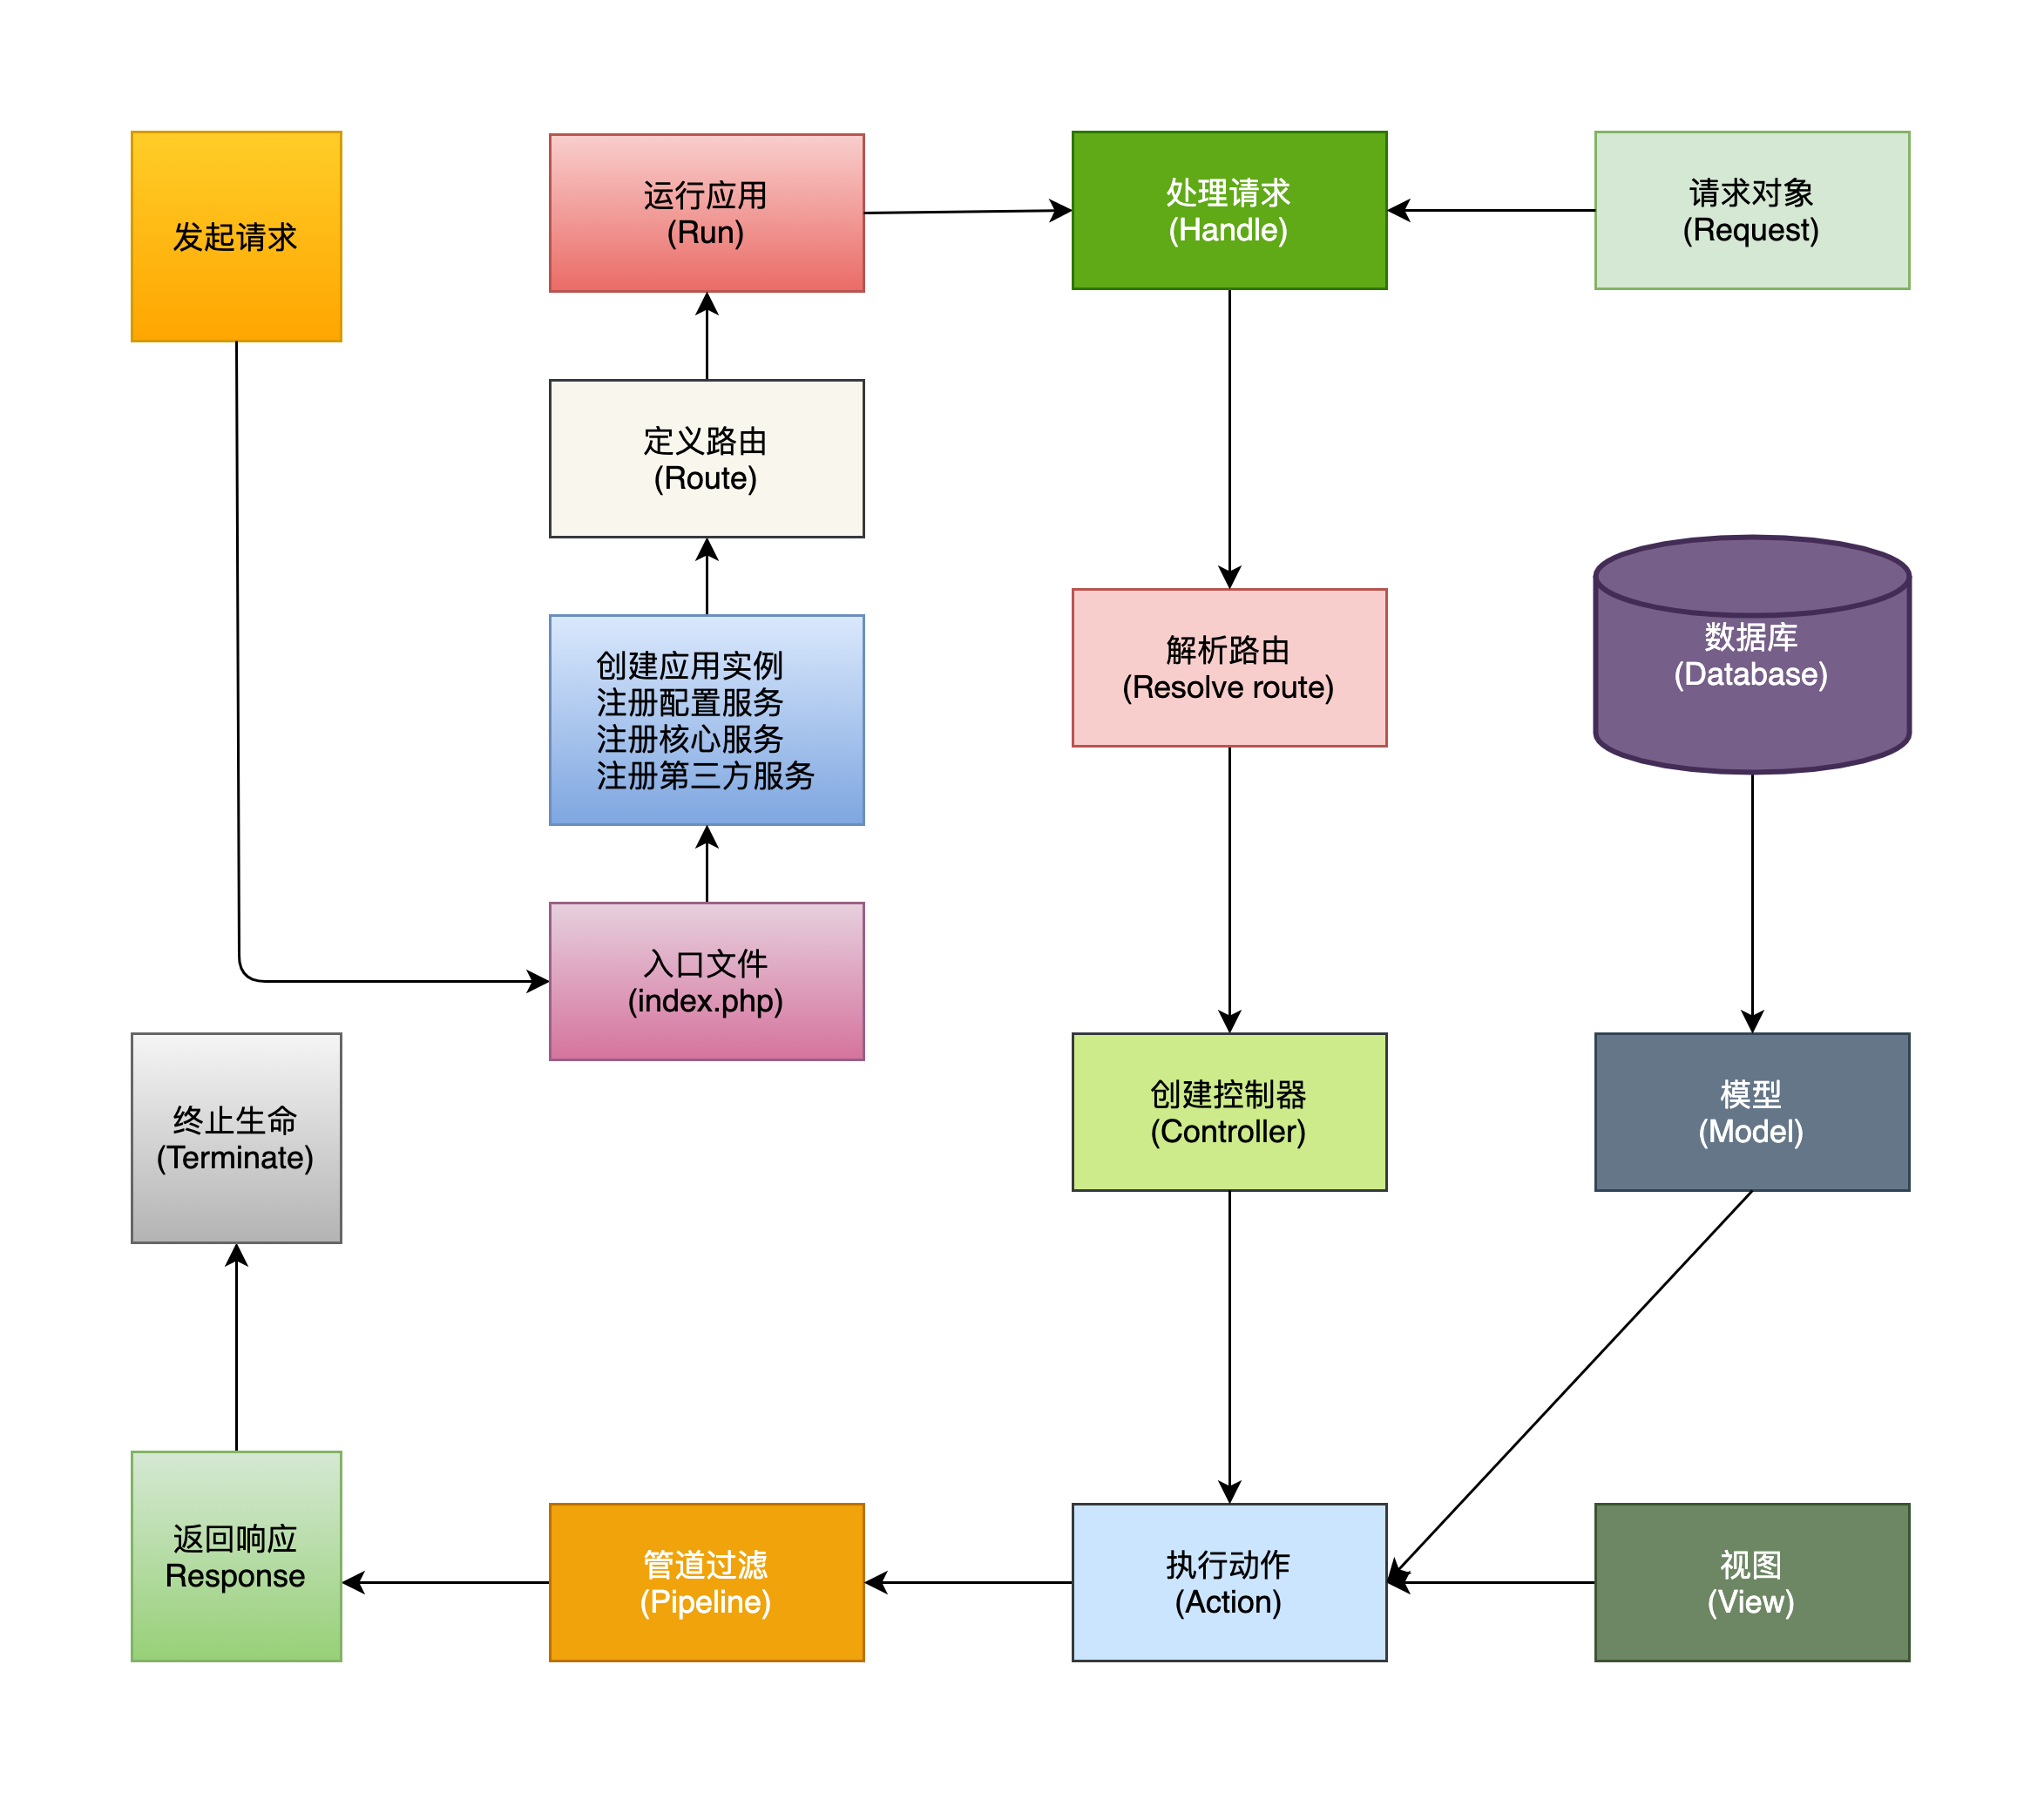 发起请求
运行应用
(Run)
处理请求
(Handle)
请求对象
(Request)
定义路由
(Route)
创建应用实例
注册配置服务
注册核心服务
注册第三方服务
解析路由
(Resolve route)
数据库
(Database)
入口文件
(index.php)
终止生命
(Terminate)
创建控制器
(Controller)
模型
(Model)
返回响应
Response
管道过滤
(Pipeline)
执行动作
(Action)
视图
(View)